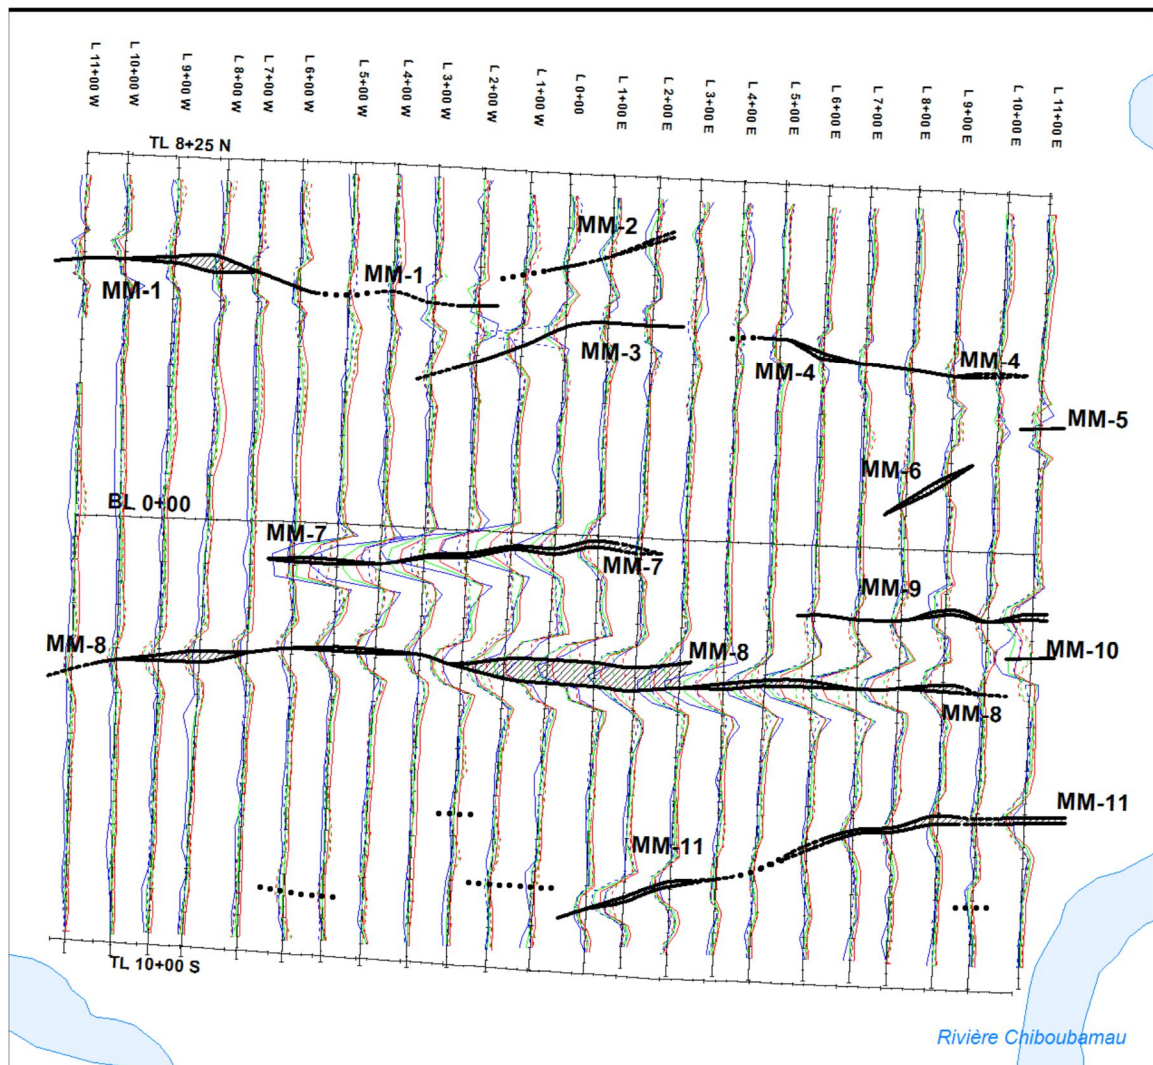 L 11+00 W
L 10+00 W
L 9+00 W
L 8+00 W
L 7+00 W
L 6+00 W
L 5+00 W
L 4+00 W
L 3+00 W
L 2+00 W
L 1+00 W
L 0+00
L 1+00 E
L 2+00 E
L 3+00 E
L 4+00 E
L 5+00 E
L 6+00 E
L 7+00 E
L 8+00 E
L 9+00 E
L 10+00 E
L 11+00 E
TL 8+25 N
MM-2
MM-1
MM-1
MM-3
MM-4
MM-4
MM-5
MM-6
BL 0+00
MM-7
MM-7
MM-9
MM-8
MM-8
MM-10
MM-8
MM-11
MM-11
TL 10+00 S
Rivière Chiboubamau